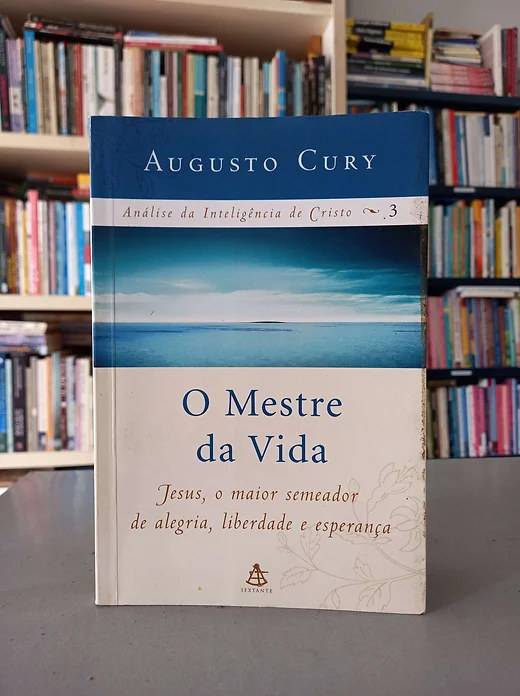 AUGUSTO CURY
Análise da Inteligência de Cristo ~ 3
O Mestre
da Vida
Jesus, o maior semeador
de alegria, liberdade e esperança
SEXTANTE